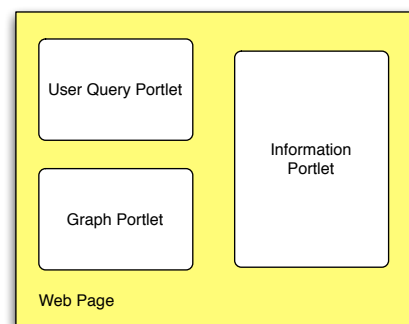 User Query Portlet
Graph Portlet
Information
Portlet
Web Page